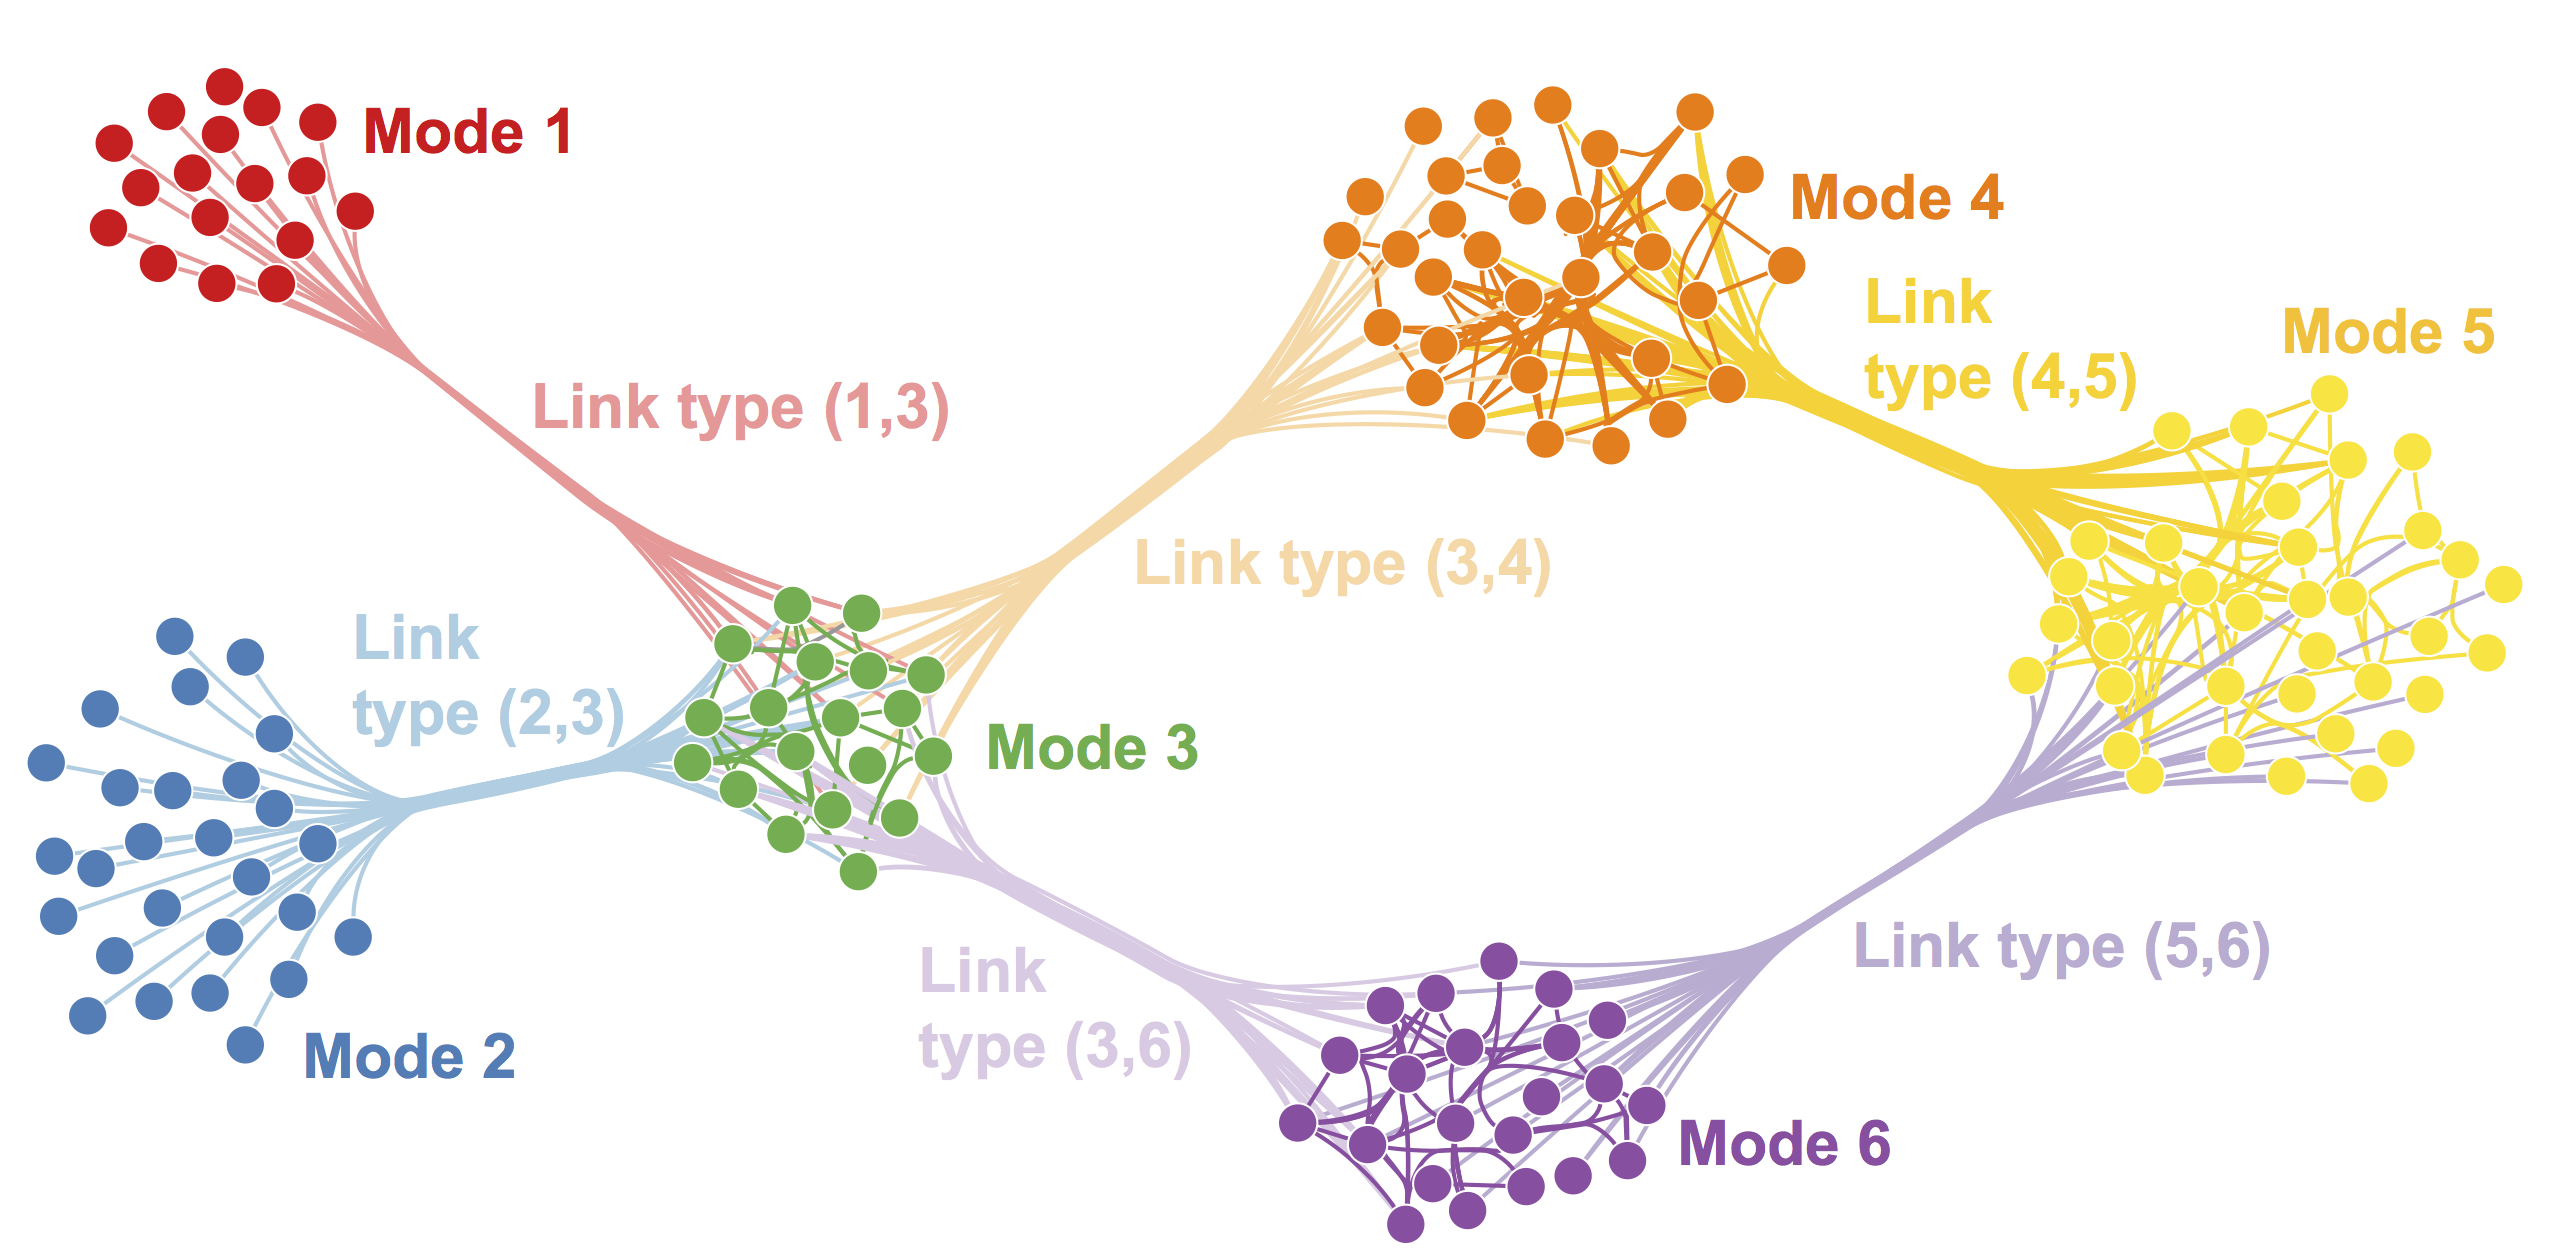 Mode 1
Mode 4
Link
type (4,5)
Mode 5
Link type (1,3)
Link type (3,4)
Link
type (2,3)
Mode 3
Link
type (3,6)
Link type (5,6)
Mode 2
Mode 6